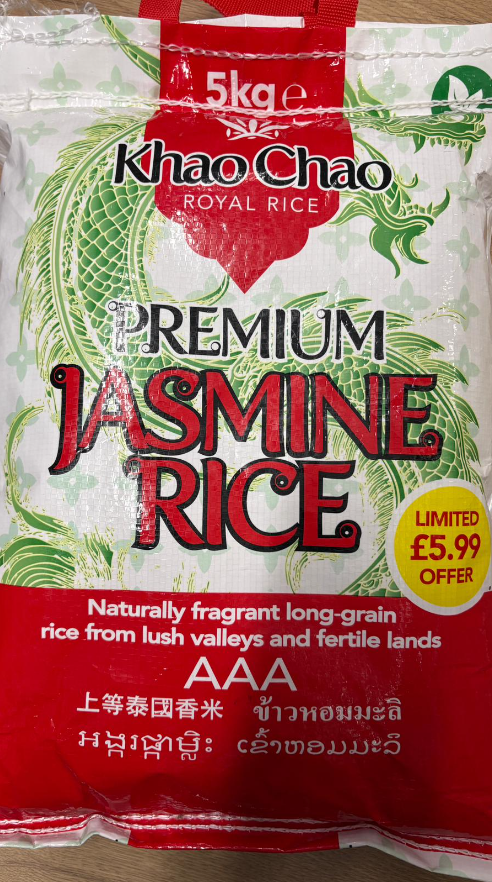 5kg e
Khao Chao
ROYAL RICE
PREMIUM
JASMINE
RICE
LIMITED
£5.99
OFFER
Naturally fragrant long-grain
rice from lush valleys and fertile lands
AAA
上等泰國香米 ข้าวหอมมะลิ
អង្ករផ្កាម្លិះ ເຂົ້າຫອມມະລິ